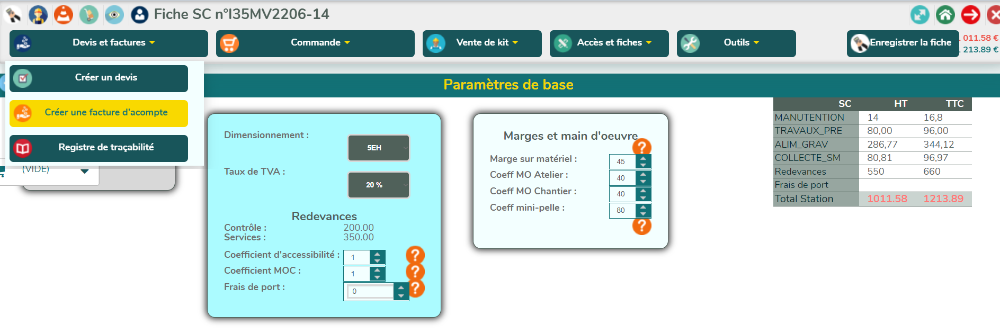 Fiche SC n°I35MV2206-14
Devis et factures
Commande
Vente de kit
Accès et fiches
Outils
Enregistrer la fiche
011.58 €
213.89 €
Créer un devis
Créer une facture d'acompte
Registre de traçabilité
(VIDE)
Paramètres de base
Dimensionnement :
5EH
Taux de TVA :
20 %
Redevances
Contrôle : 200.00
Services : 350.00
Coefficient d'accessibilité : 1 ?
Coefficient MOC : 1 ?
Frais de port : 0 ?
Marges et main d'oeuvre
?
Marge sur matériel : 45
Coeff MO Atelier : 40
Coeff MO Chantier : 40
Coeff mini-pelle : 80
?
SC HT TTC
MANUTENTION 14 16,8
TRAVAUX_PRE 80,00 96,00
ALIM_GRAV 286,77 344,12
COLLECTE_SM 80,81 96,97
Redevances 550 660
Frais de port
Total Station 1011.58 1213.89